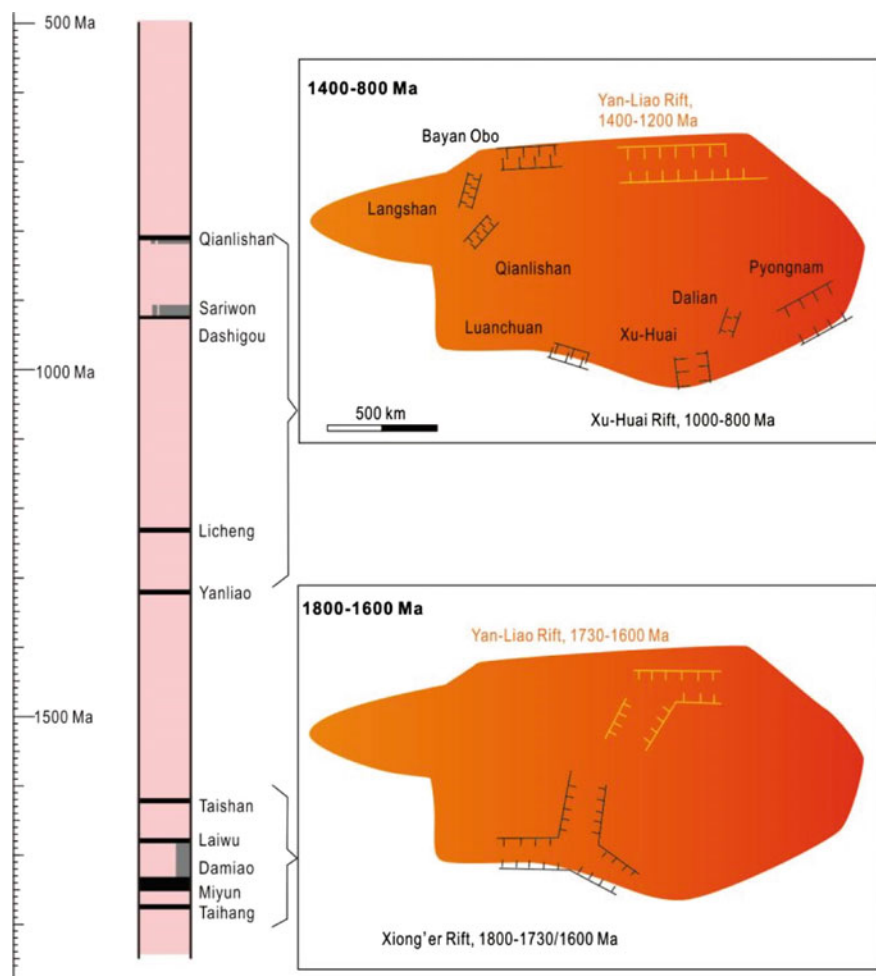 500 Ma
1000 Ma
1500 Ma
Qianlishan
Sariwon
Dashigou
Licheng
Yanliao
Taishan
Laiwu
Damiao
Miyun
Taihang
1400-800 Ma
Yan-Liao Rift,
1400-1200 Ma
Bayan Obo
Langshan
Qianlishan
Pyongnam
Dalian
Luanchuan
Xu-Huai
500 km
Xu-Huai Rift, 1000-800 Ma
1800-1600 Ma
Yan-Liao Rift, 1730-1600 Ma
Xiong'er Rift, 1800-1730/1600 Ma